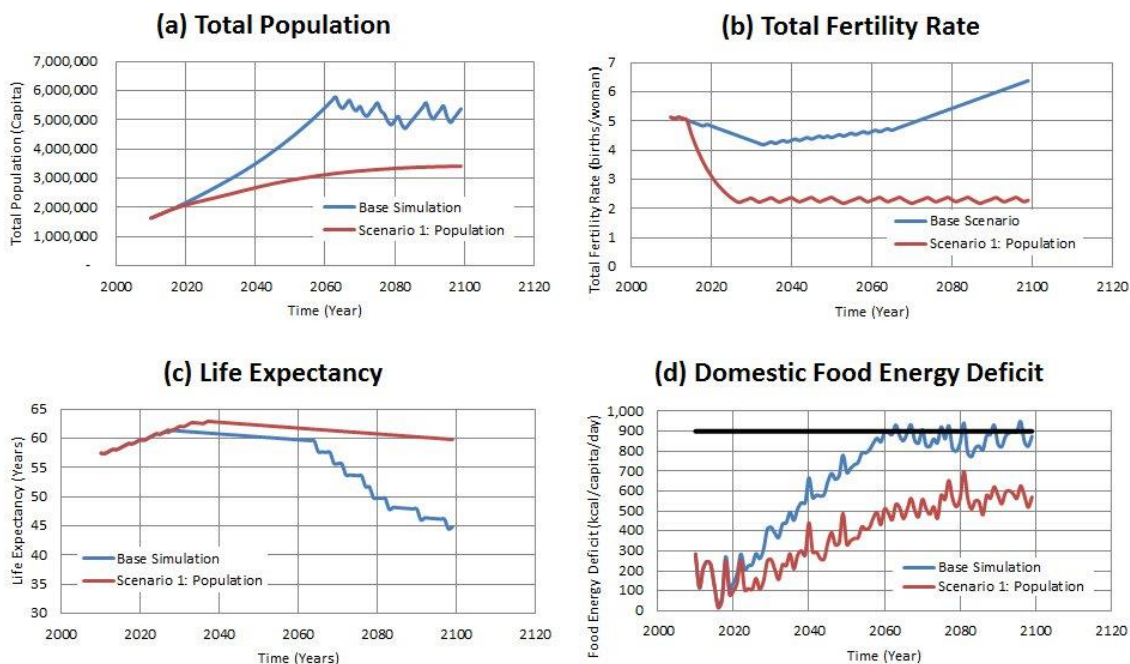 (a) Total Population
Total Population (Capita)
7,000,000
6,000,000
5,000,000
4,000,000
3,000,000
2,000,000
1,000,000
-
Base Simulation
Scenario 1: Population
2000 2020 2040 2060 2080 2100 2120
Time (Year)
(b) Total Fertility Rate
Total Fertility Rate (births/woman)
7
6
5
4
3
2
1
0
Base Scenario
Scenario 1: Population
2000 2020 2040 2060 2080 2100 2120
Time (Year)
(c) Life Expectancy
Life Expectancy (Years)
65
60
55
50
45
40
35
30
Base Simulation
Scenario 1: Population
2000 2020 2040 2060 2080 2100 2120
Time (Years)
(d) Domestic Food Energy Deficit
Food Energy Deficit (kcal/capita/day)
1,000
900
800
700
600
500
400
300
200
100
0
Base Simulation
Scenario 1: Population
2000 2020 2040 2060 2080 2100 2120
Time (Year)